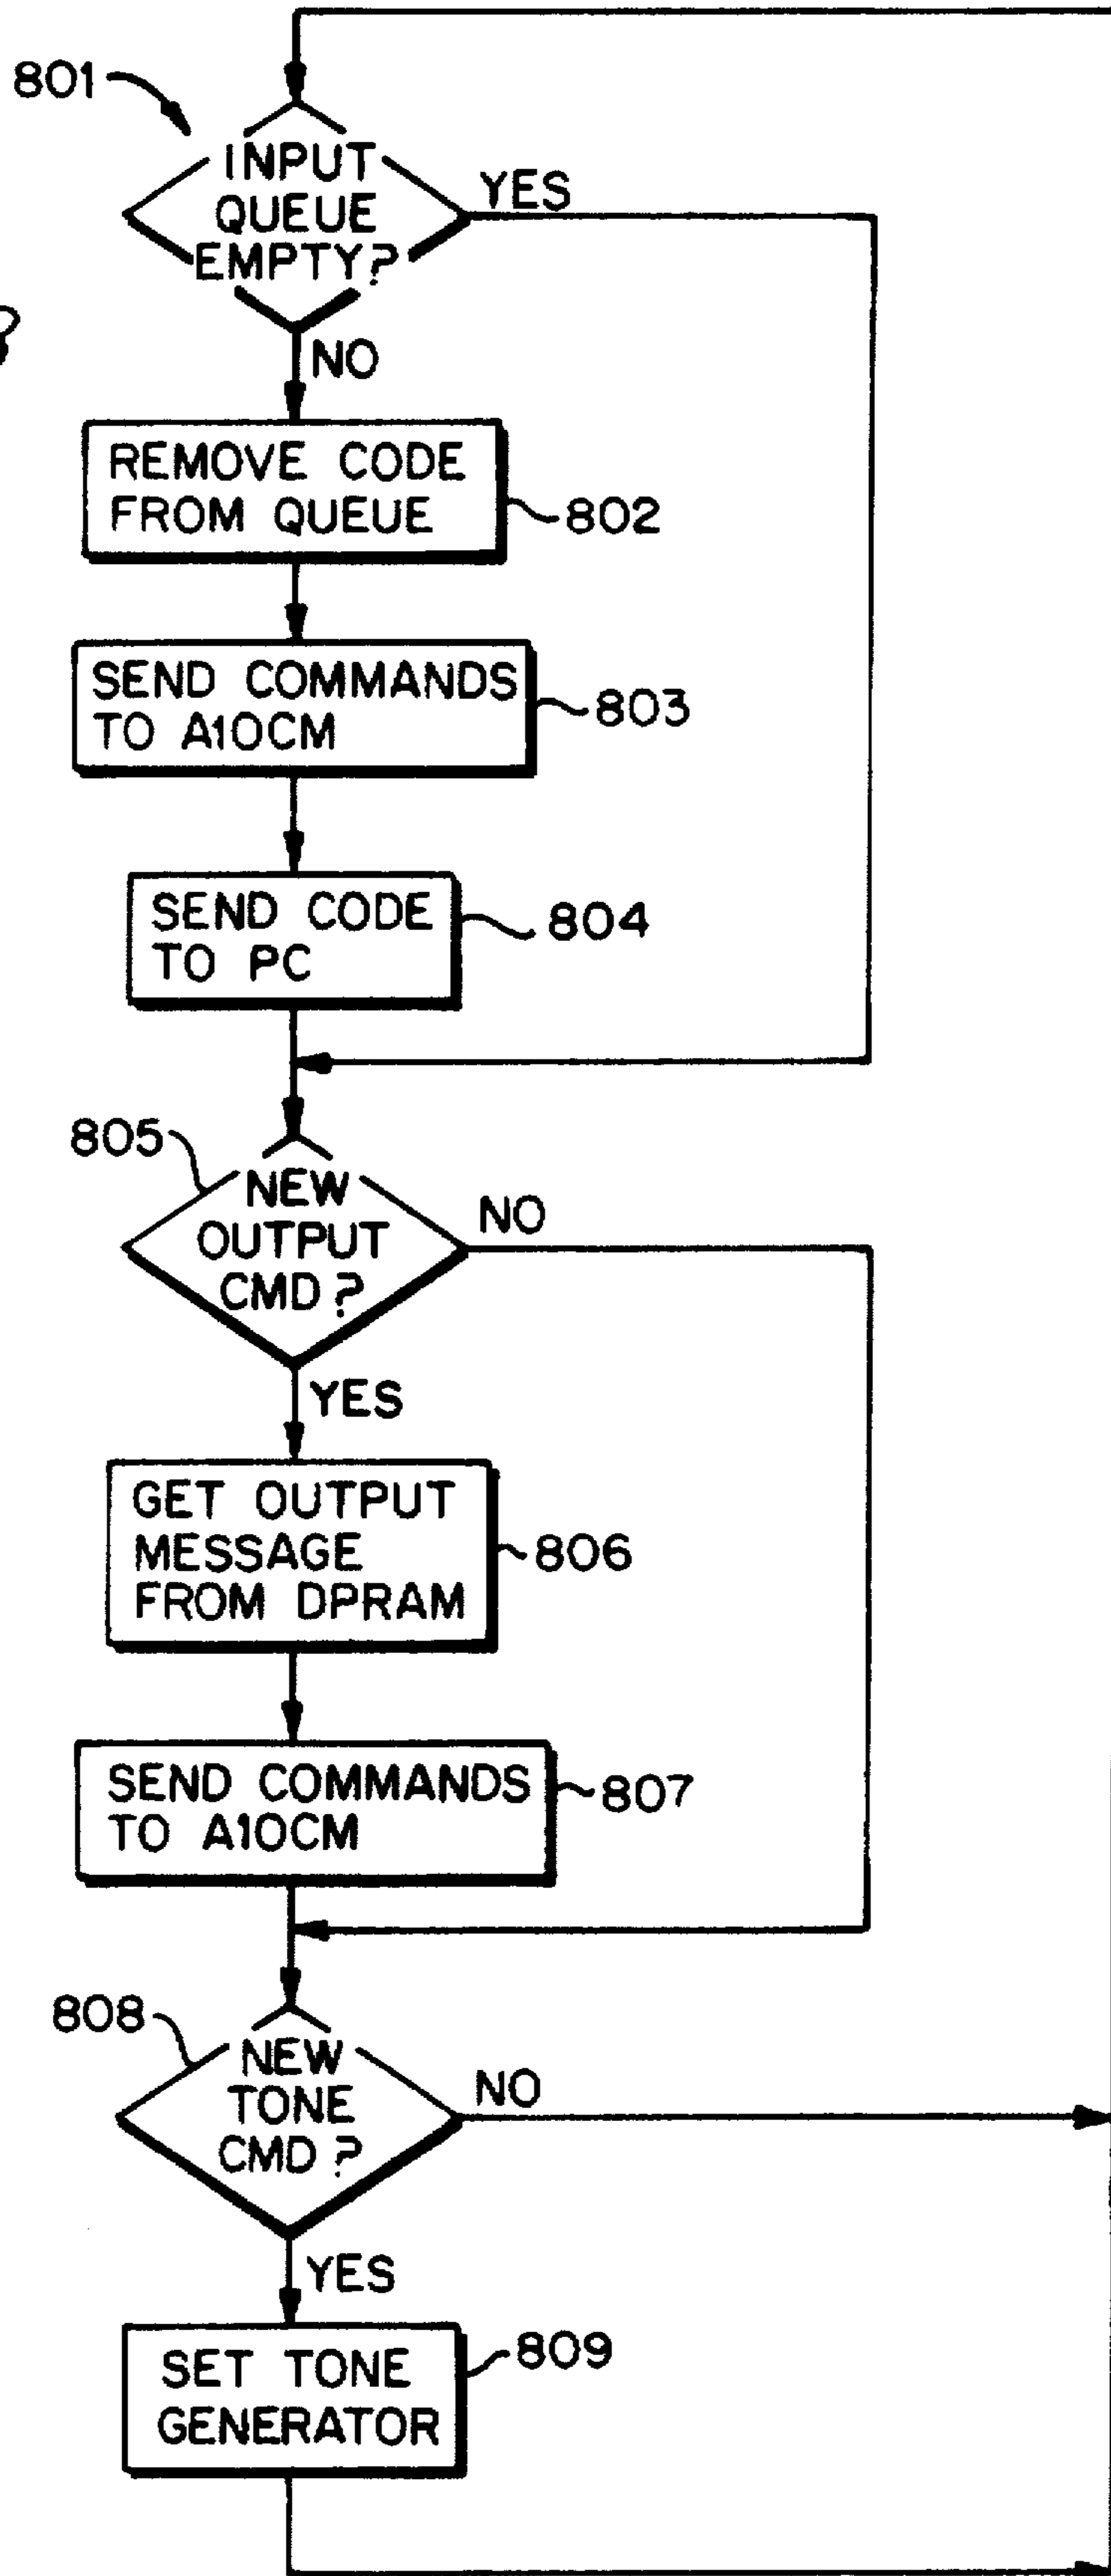 801
INPUT
QUEUE
EMPTY?
YES
NO
REMOVE CODE
FROM QUEUE
802
SEND COMMANDS
TO A10CM
803
SEND CODE
TO PC
804
805
NEW
OUTPUT
CMD?
NO
YES
GET OUTPUT
MESSAGE
FROM DPRAM
806
SEND COMMANDS
TO A10CM
807
808
NEW
TONE
CMD?
NO
YES
SET TONE
GENERATOR
809